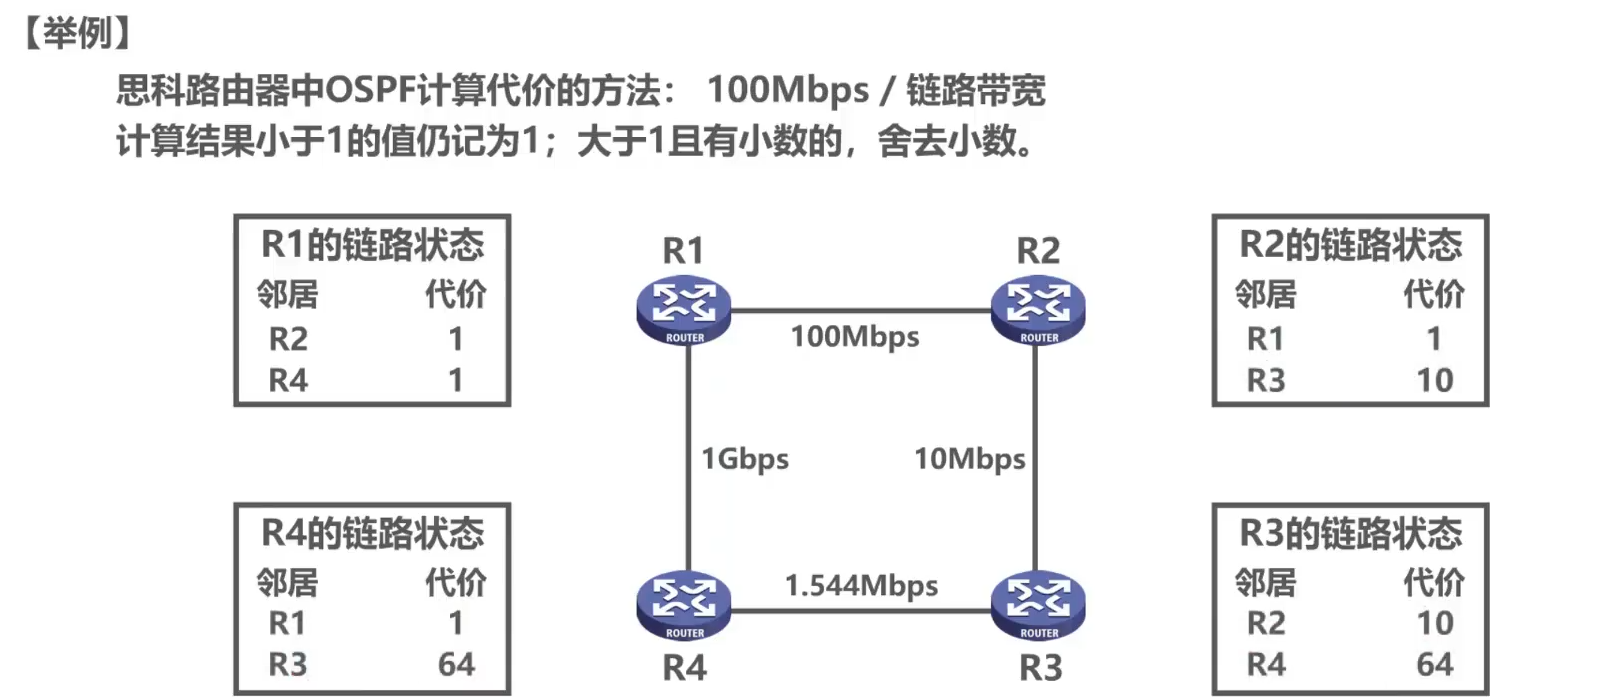 【举例】
思科路由器中OSPF计算代价的方法： 100Mbps / 链路带宽
计算结果小于1的值仍记为1；大于1且有小数的，舍去小数。
R1的链路状态
邻居 代价
R2 1
R4 1
R1
ROUTER
100Mbps
R2
ROUTER
R2的链路状态
邻居 代价
R1 1
R3 10
1Gbps
10Mbps
R4的链路状态
邻居 代价
R1 1
R3 64
ROUTER
R4
1.544Mbps
ROUTER
R3
R3的链路状态
邻居 代价
R2 10
R4 64